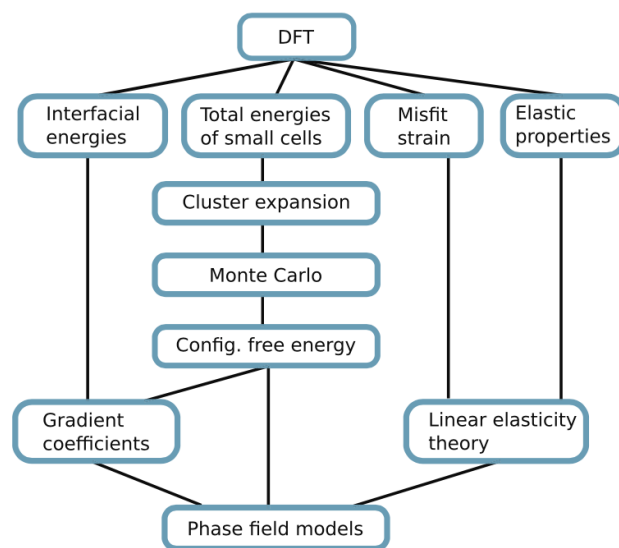 DFT
Interfacial
energies
Total energies
of small cells
Misfit
strain
Elastic
properties
Cluster expansion
Monte Carlo
Config. free energy
Gradient
coefficients
Linear elasticity
theory
Phase field models